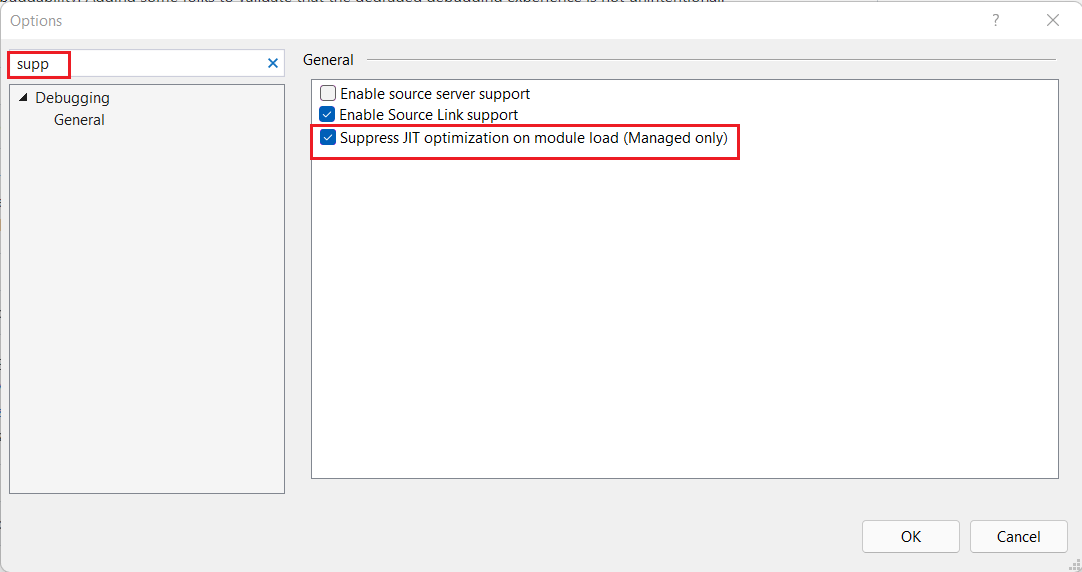 Options
?
supp
Debugging
General
General
Enable source server support
Enable Source Link support
Suppress JIT optimization on module load (Managed only)
OK
Cancel